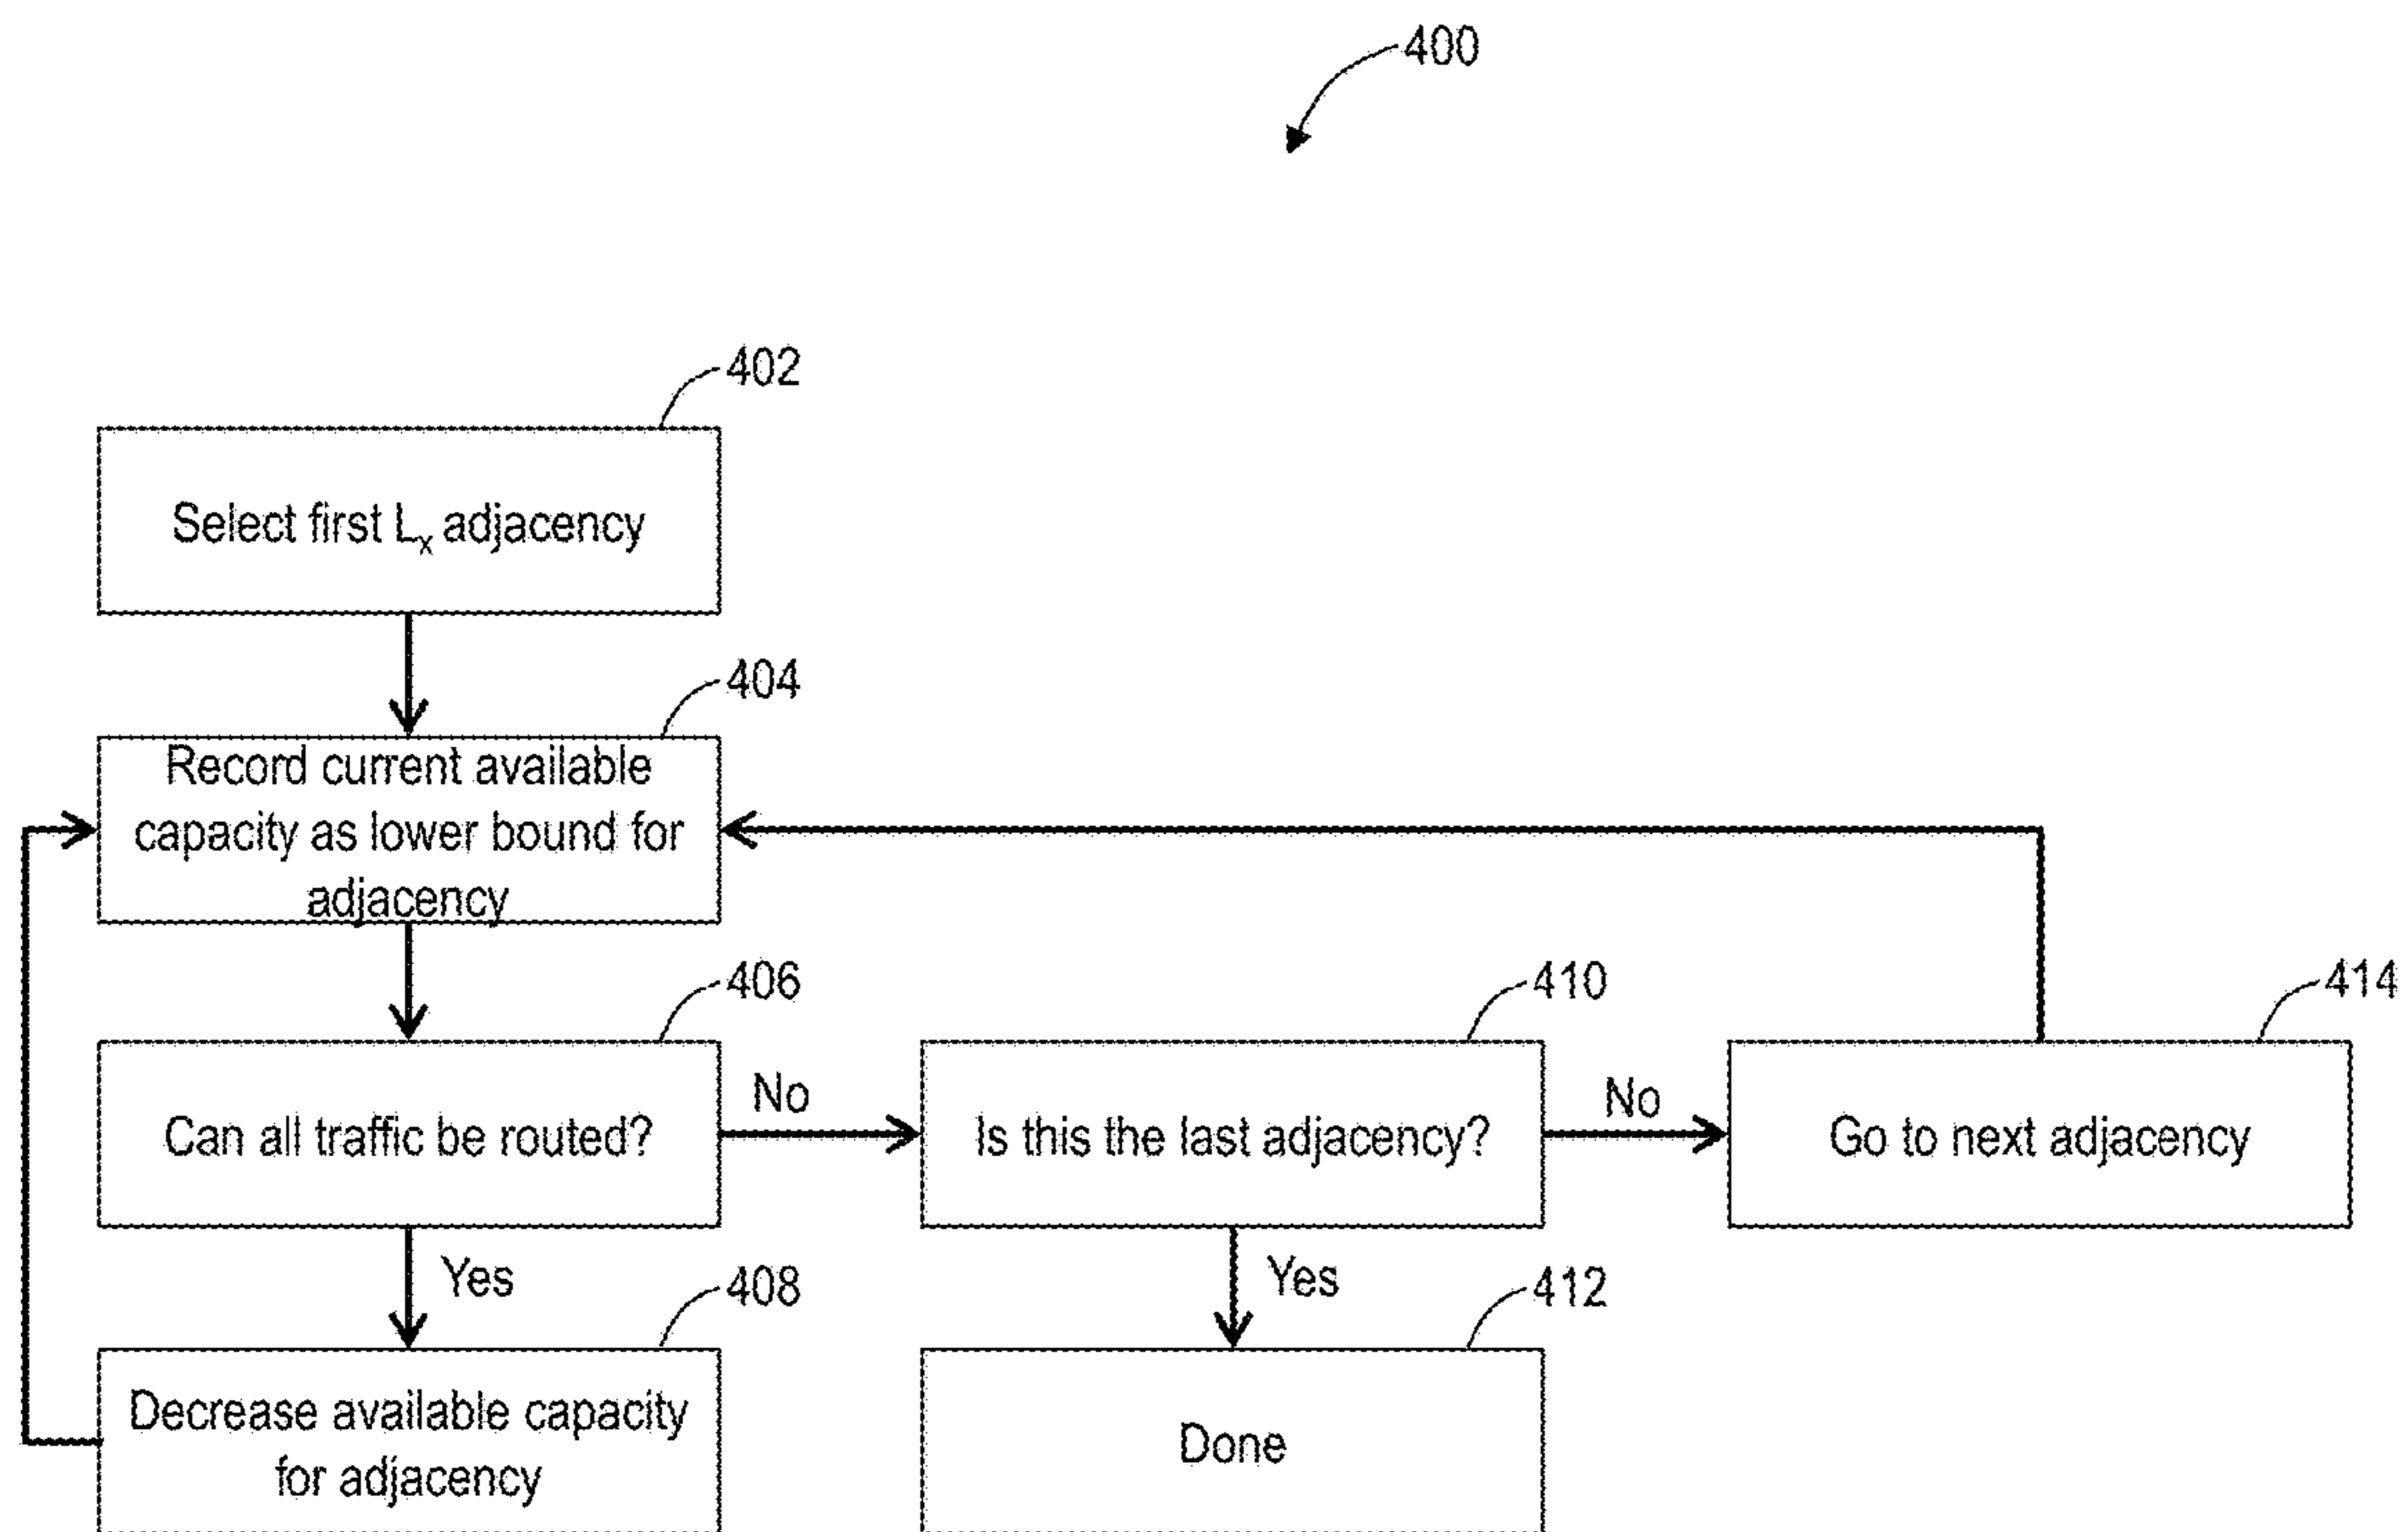 400
402
Select first Lₓ adjacency
404
Record current available
capacity as lower bound for
adjacency
406
410
414
Can all traffic be routed?
No
Is this the last adjacency?
No
Go to next adjacency
Yes
408
Yes
412
Decrease available capacity
for adjacency
Done